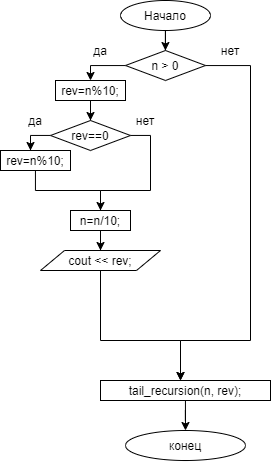 Начало
да
n > 0
нет
rev=n%10;
да
rev==0
нет
rev=n%10;
n=n/10;
cout << rev;
tail_recursion(n, rev);
конец